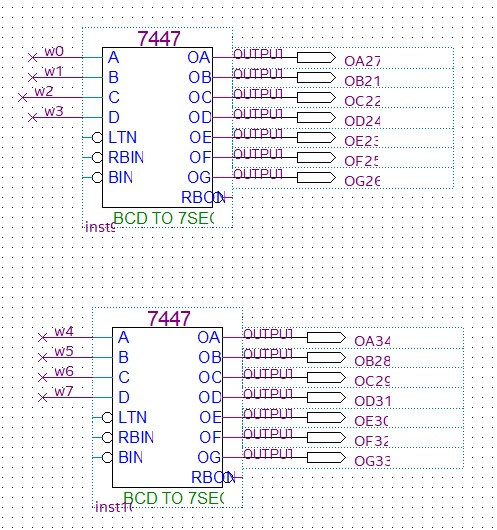 7447
w0 A OA OUTPUT OA27
w1 B OB OUTPUT OB21
w2 C OC OUTPUT OC22
w3 D OD OUTPUT OD24
LTN OE OUTPUT OE23
RBIN OF OUTPUT OF25
BIN OG OUTPUT OG26
RBON
BCD TO 7SEG
inst9
7447
w4 A OA OUTPUT OA34
w5 B OB OUTPUT OB28
w6 C OC OUTPUT OC29
w7 D OD OUTPUT OD31
LTN OE OUTPUT OE30
RBIN OF OUTPUT OF32
BIN OG OUTPUT OG33
RBON
BCD TO 7SEG
inst10